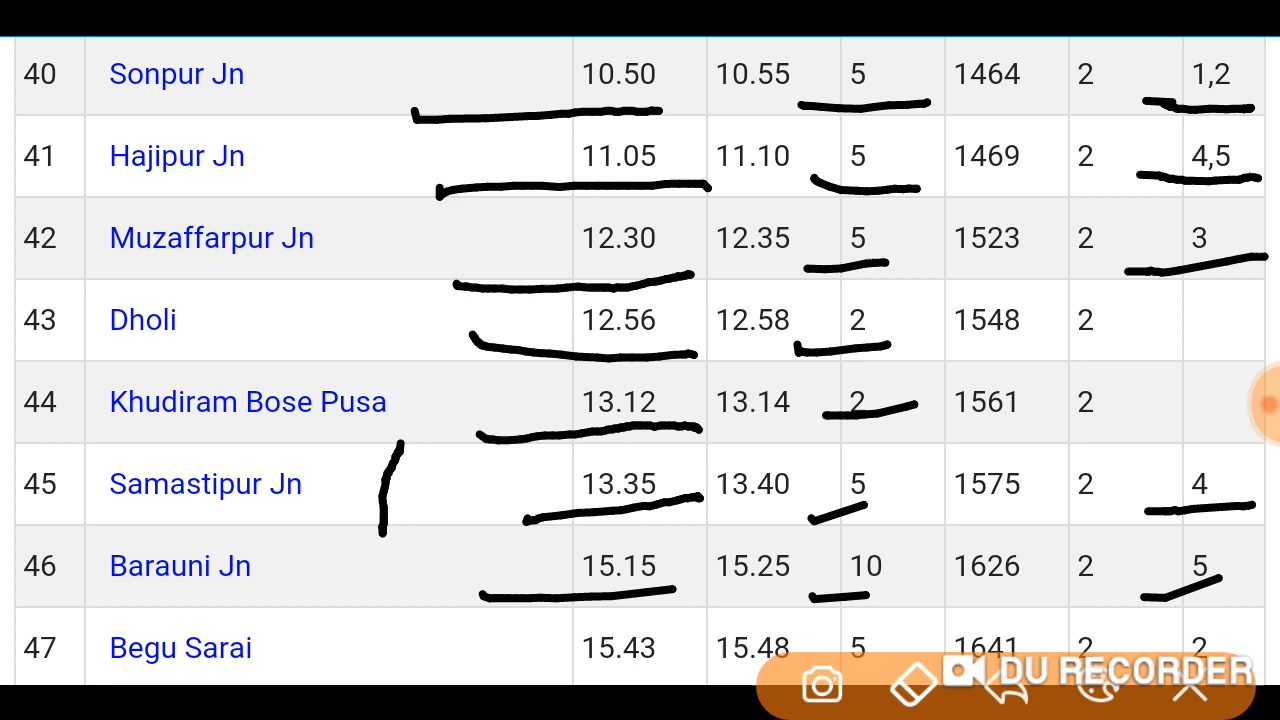 40 Sonpur Jn 10.50 10.55 5 1464 2 1,2
41 Hajipur Jn 11.05 11.10 5 1469 2 4,5
42 Muzaffarpur Jn 12.30 12.35 5 1523 2 3
43 Dholi 12.56 12.58 2 1548 2
44 Khudiram Bose Pusa 13.12 13.14 2 1561 2
45 Samastipur Jn 13.35 13.40 5 1575 2 4
46 Barauni Jn 15.15 15.25 10 1626 2 5
47 Begu Sarai 15.43 15.48 5 1641 2 2
DU RECORDER